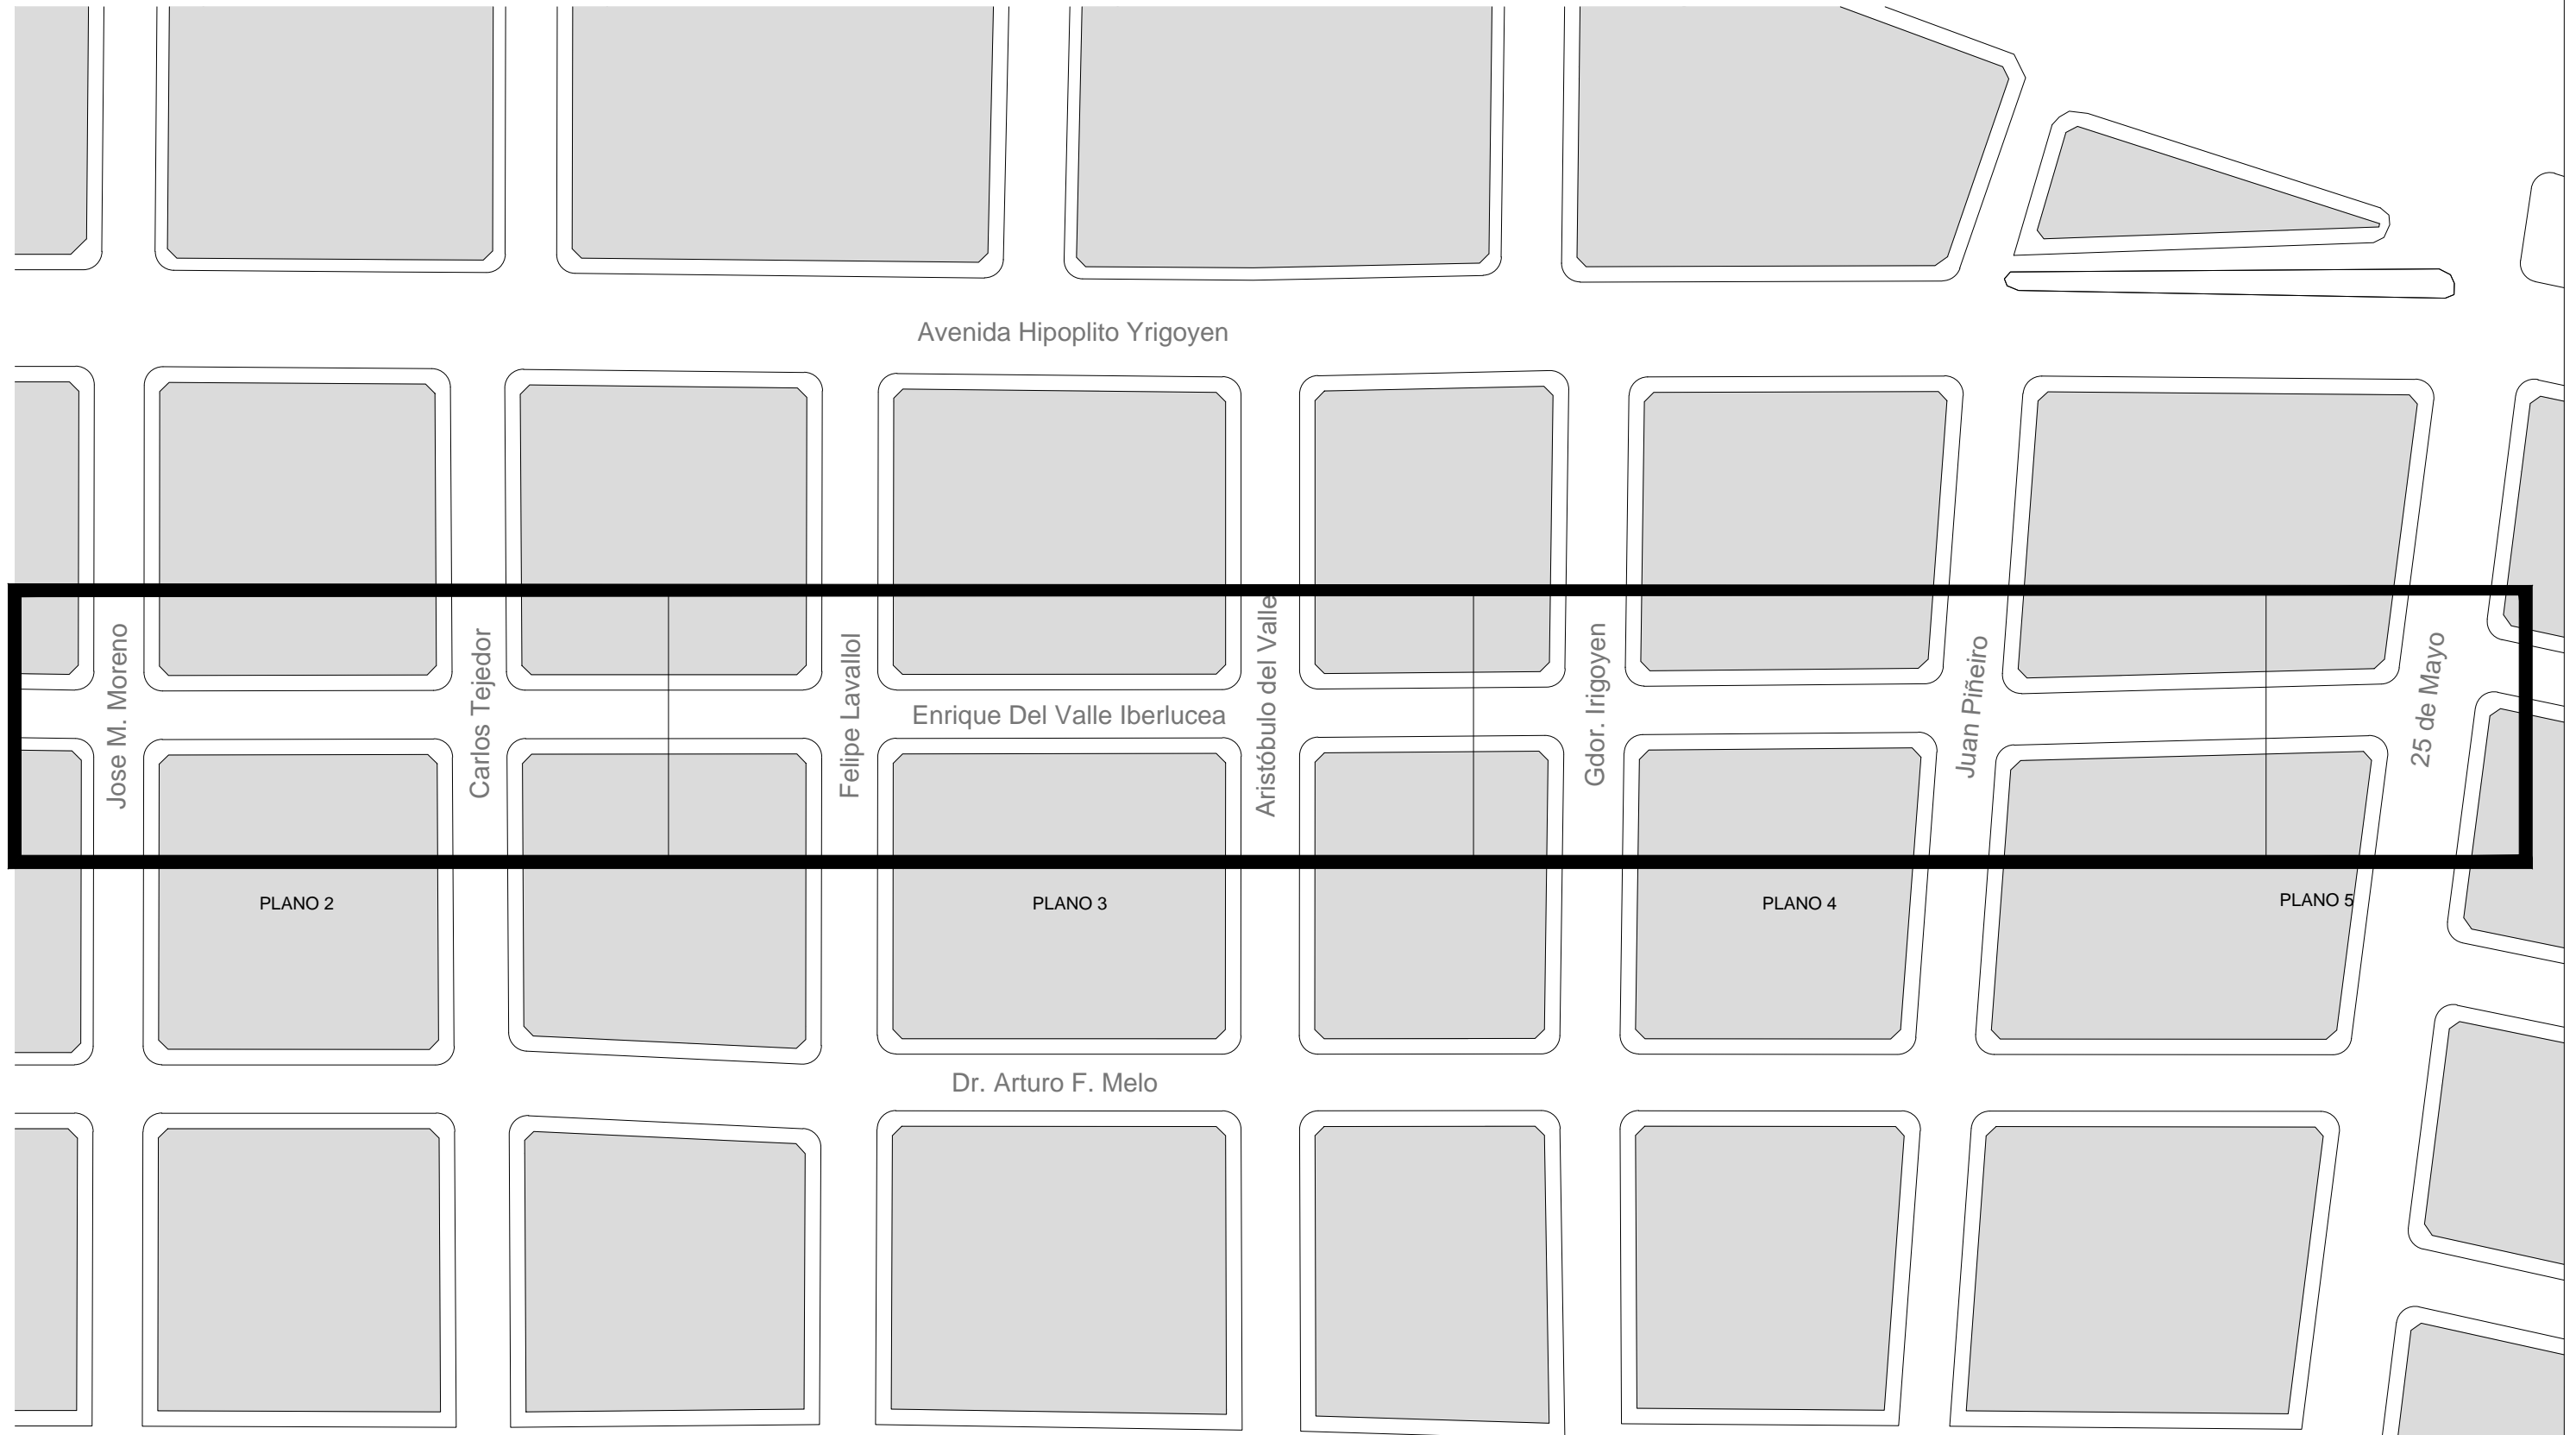 Avenida Hipoplito Yrigoyen
Jose M. Moreno
Carlos Tejedor
Felipe Lavallol
Enrique Del Valle Iberlucea
Aristóbulo del Valle
Gdor. Irigoyen
Juan Piñeiro
25 de Mayo
PLANO 2
PLANO 3
PLANO 4
PLANO 5
Dr. Arturo F. Melo